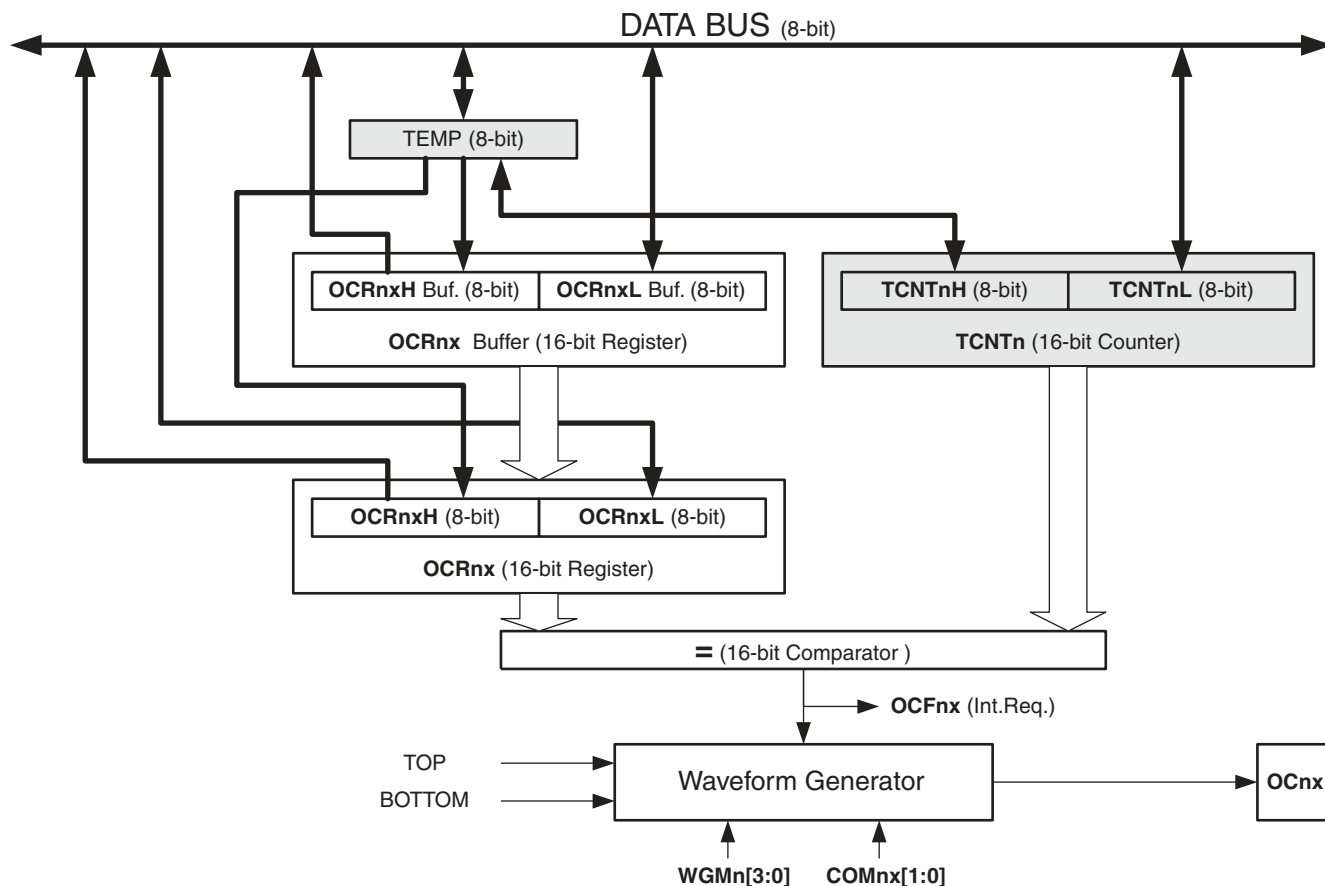 DATA BUS (8-bit)
TEMP (8-bit)
OCRnxH Buf. (8-bit) OCRnxL Buf. (8-bit)
OCRnx Buffer (16-bit Register)
TCNTnH (8-bit) TCNTnL (8-bit)
TCNTn (16-bit Counter)
OCRnxH (8-bit) OCRnxL (8-bit)
OCRnx (16-bit Register)
= (16-bit Comparator )
OCFnx (Int.Req.)
TOP
BOTTOM
Waveform Generator
OCnx
WGMn[3:0] COMnx[1:0]